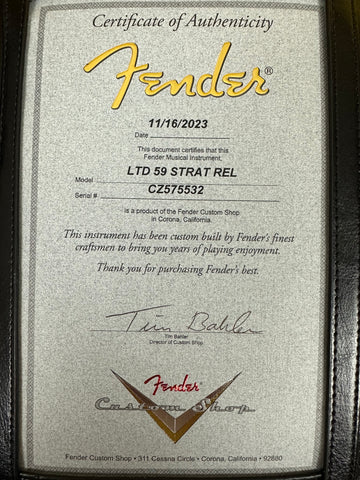 Certificate of Authenticity
Fender®
11/16/2023
Date
This document certifies that this
Fender Musical Instrument,
LTD 59 STRAT REL
Model
CZ575532
Serial #
is a product of the Fender Custom Shop
in Corona, California.
This instrument has been custom built by Fender's finest
craftsmen to bring you years of playing enjoyment.
Thank you for purchasing Fender's best.
Tim Bahler
Tim Bahler
Director of Custom Shop
Fender
Custom Shop
Fender Custom Shop • 311 Cessna Circle • Corona, California • 92880